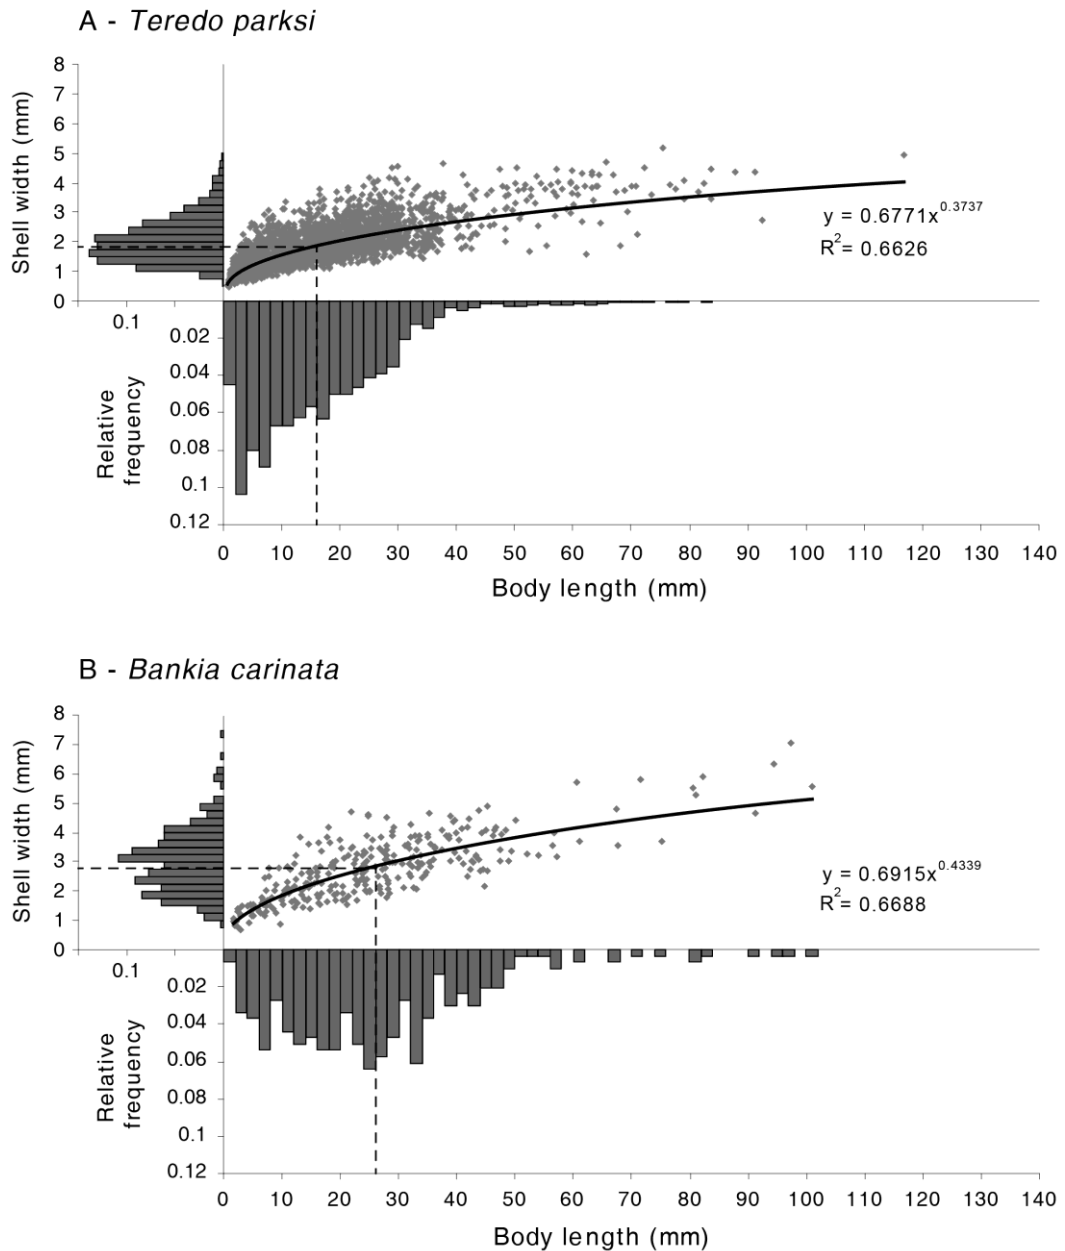 A - Teredo parksi
Shell width (mm)
8
7
6
5
4
3
2
1
0
y = 0.6771x^0.3737
R^2= 0.6626
0.1
Relative
frequency
0.02
0.04
0.06
0.08
0.1
0.12
0 10 20 30 40 50 60 70 80 90 100 110 120 130 140
Body length (mm)
B - Bankia carinata
Shell width (mm)
8
7
6
5
4
3
2
1
0
y = 0.6915x^0.4339
R^2= 0.6688
0.1
Relative
frequency
0.02
0.04
0.06
0.08
0.1
0.12
0 10 20 30 40 50 60 70 80 90 100 110 120 130 140
Body length (mm)